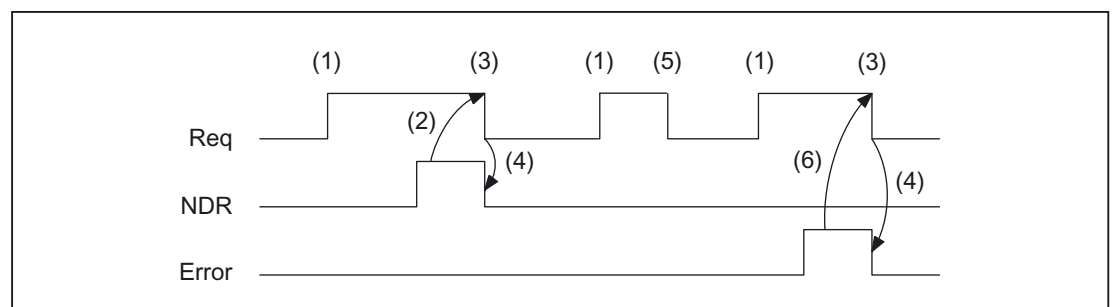 (1) (3) (1) (5) (1) (3)
Req (2)
(4) (6) (4)
NDR
Error